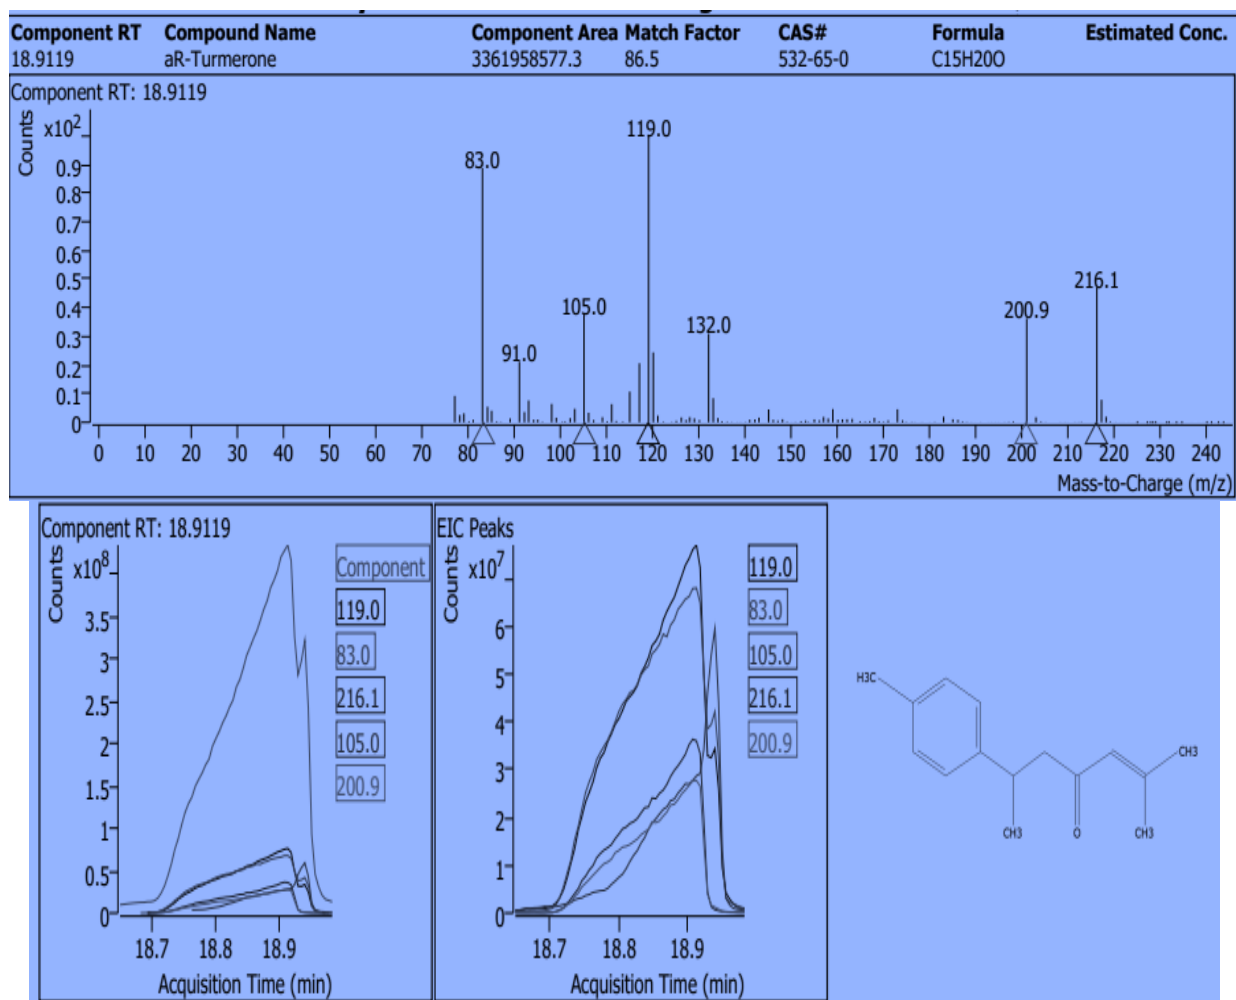 Component RT Compound Name Component Area Match Factor CAS# Formula Estimated Conc.
18.9119 aR-Turmerone 3361958577.3 86.5 532-65-0 C15H20O
Component RT: 18.9119
Counts
x10²
0.9
0.8
0.7
0.6
0.5
0.4
0.3
0.2
0.1
0
83.0
91.0
105.0
119.0
132.0
200.9
216.1
0 10 20 30 40 50 60 70 80 90 100 110 120 130 140 150 160 170 180 190 200 210 220 230 240
Mass-to-Charge (m/z)
Component RT: 18.9119
Counts
x10⁸
3.5
3
2.5
2
1.5
1
0.5
0
Component
119.0
83.0
216.1
105.0
200.9
18.7 18.8 18.9
Acquisition Time (min)
EIC Peaks
Counts
x10⁷
6
5
4
3
2
1
0
119.0
83.0
105.0
216.1
200.9
18.7 18.8 18.9
Acquisition Time (min)
H3C
CH3
CH3
O
CH3